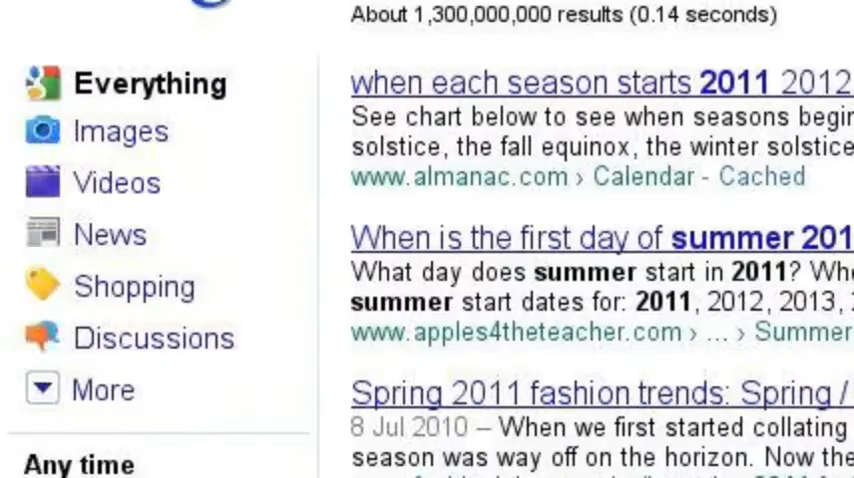 About 1,300,000,000 results (0.14 seconds)
Everything
Images
Videos
News
Shopping
Discussions
More
Any time
when each season starts 2011 2012
See chart below to see when seasons begin
solstice, the fall equinox, the winter solstice
www.almanac.com › Calendar - Cached
When is the first day of summer 201
What day does summer start in 2011? Whe
summer start dates for: 2011, 2012, 2013,
www.apples4theteacher.com › ... › Summer
Spring 2011 fashion trends: Spring /
8 Jul 2010 – When we first started collating
season was way off on the horizon. Now the